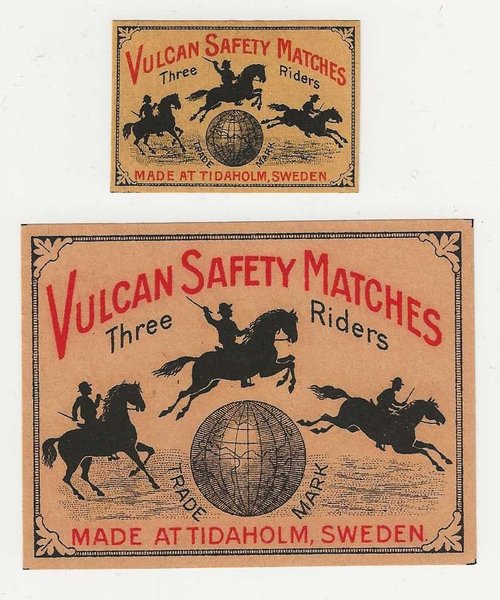 VULCAN SAFETY MATCHES
Three Riders
TRADE MARK
MADE AT TIDAHOLM, SWEDEN.
VULCAN SAFETY MATCHES
Three Riders
TRADE MARK
MADE AT TIDAHOLM, SWEDEN.